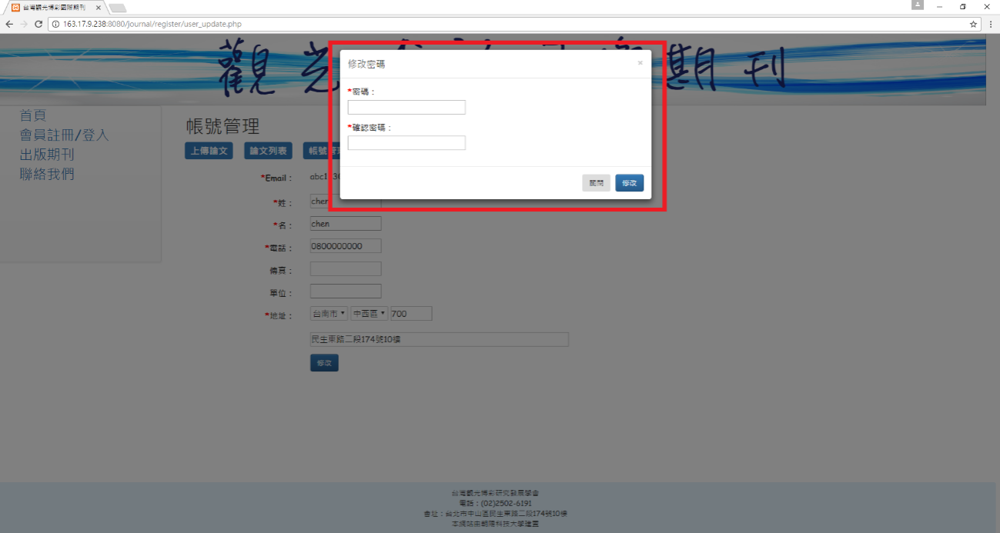 台灣觀光博彩國際期刊
163.17.9.238:8080/journal/register/user_update.php
觀 光
期 刊
首頁
會員註冊/登入
出版期刊
聯絡我們
帳號管理
上傳論文 論文列表 帳號管理
修改密碼 ×
*密碼：
*確認密碼：
關閉 修改
*Email：
*姓： chen
*名： chen
*電話： 0800000000
傳真：
單位：
*地址： 台南市 中西區 700
民生東路二段174號10樓
修改
台灣觀光博彩研究發展學會
電話：(02)2502-6191
會址：台北市中山區民生東路二段174號10樓
本網站由朝陽科技大學建置